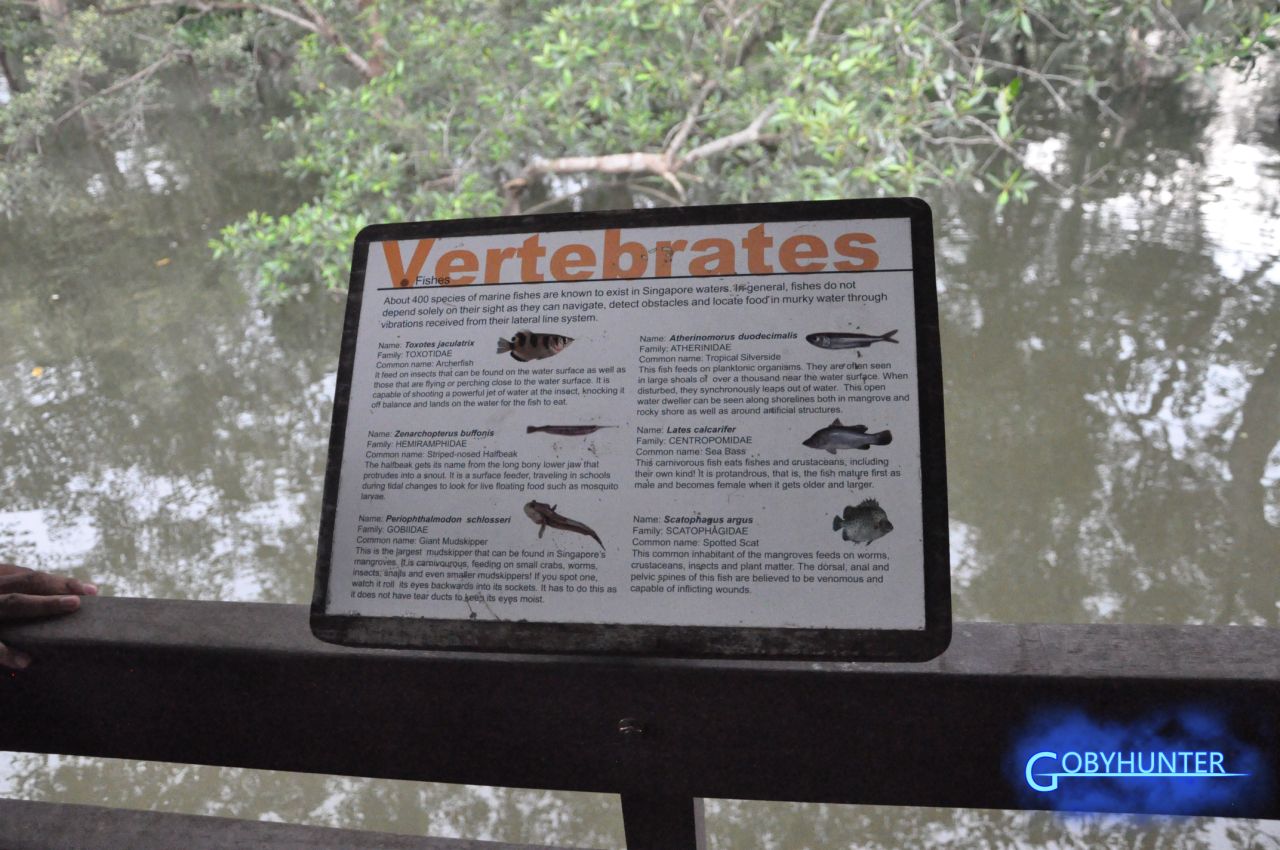 Vertebrates
Fishes
About 400 species of marine fishes are known to exist in Singapore waters. In general, fishes do not
depend solely on their sight as they can navigate, detect obstacles and locate food in murky water through
vibrations received from their lateral line system.
Name: Toxotes jaculatrix
Family: TOXOTIDAE
Common name: Archerfish
It feed on insects that can be found on the water surface as well as
those that are flying or perching close to the water surface. It is
capable of shooting a powerful jet of water at the insect, knocking it
off balance and lands on the water for the fish to eat.
Name: Zenarchopterus buffonis
Family: HEMIRAMPHIDAE
Common name: Striped-nosed Halfbeak
The halfbeak gets its name from the long bony lower jaw that
protrudes into a snout. It is a surface feeder, traveling in schools
during tidal changes to look for live floating food such as mosquito
larvae.
Name: Periophthalmodon schlosseri
Family: GOBIIDAE
Common name: Giant Mudskipper
This is the largest mudskipper that can be found in Singapore's
mangroves. It is carnivourous, feeding on small crabs, worms,
insects, snails and even smaller mudskippers! If you spot one,
watch it roll its eyes backwards into its sockets. It has to do this as
it does not have tear ducts to keep its eyes moist.
Name: Atherinomorus duodecimalis
Family: ATHERINIDAE
Common name: Tropical Silverside
This fish feeds on planktonic organisms. They are often seen
in large shoals of over a thousand near the water surface. When
disturbed, they synchronously leaps out of water. This open
water dweller can be seen along shorelines both in mangrove and
rocky shore as well as around artificial structures.
Name: Lates calcarifer
Family: CENTROPOMIDAE
Common name: Sea Bass
This carnivorous fish eats fishes and crustaceans, including
their own kind! It is protandrous, that is, the fish mature first as
male and becomes female when it gets older and larger.
Name: Scatophagus argus
Family: SCATOPHAGIDAE
Common name: Spotted Scat
This common inhabitant of the mangroves feeds on worms,
crustaceans, insects and plant matter. The dorsal, anal and
pelvic spines of this fish are believed to be venomous and
capable of inflicting wounds.
GOBYHUNTER